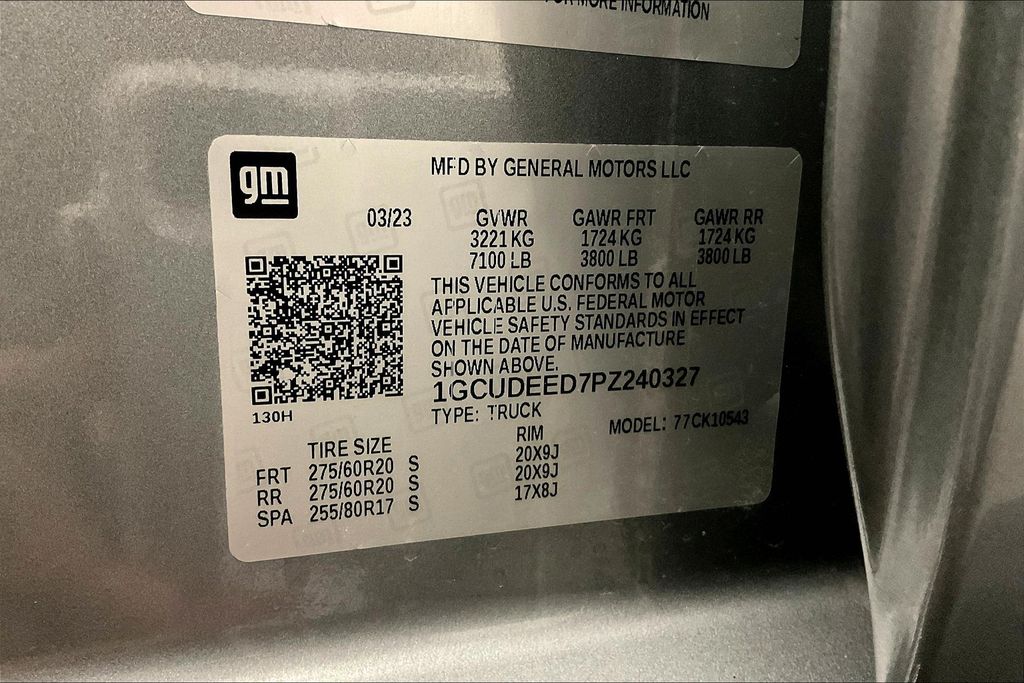 FOR MORE INFORMATION
gm
MFD BY GENERAL MOTORS LLC
03/23 GVWR GAWR FRT GAWR RR
3221 KG 1724 KG 1724 KG
7100 LB 3800 LB 3800 LB
THIS VEHICLE CONFORMS TO ALL
APPLICABLE U.S. FEDERAL MOTOR
VEHICLE SAFETY STANDARDS IN EFFECT
ON THE DATE OF MANUFACTURE
SHOWN ABOVE.
1GCUDEED7PZ240327
130H
TYPE: TRUCK MODEL: 77CK10543
TIRE SIZE RIM
FRT 275/60R20 S 20X9J
RR 275/60R20 S 20X9J
SPA 255/80R17 S 17X8J